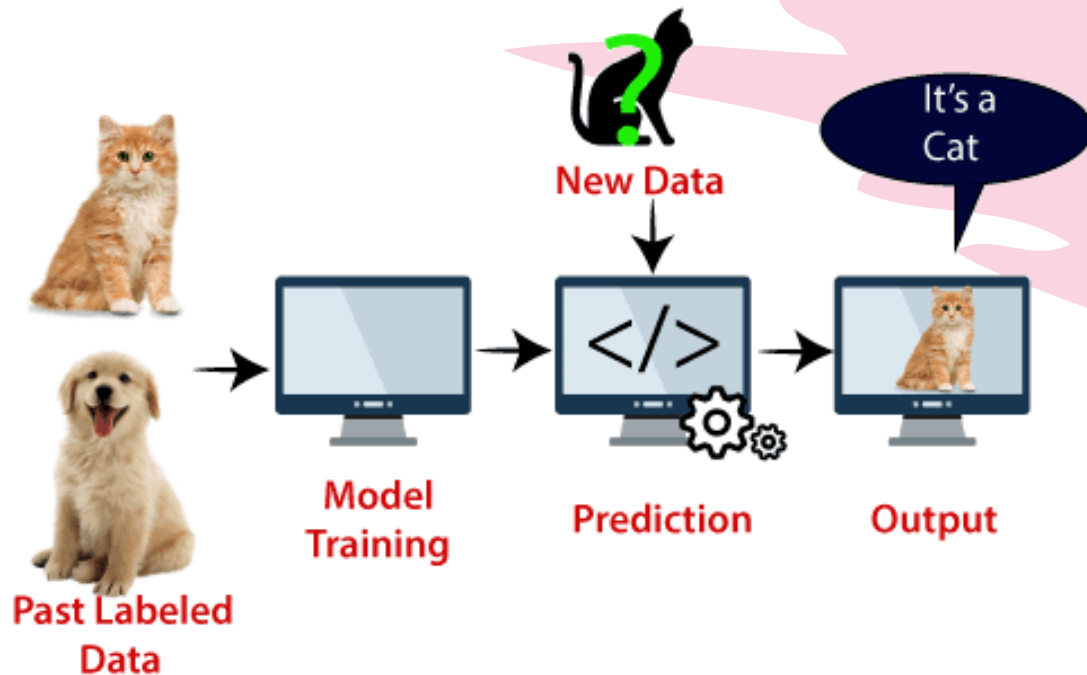 It's a
Cat
?
New Data
</>
Model
Training
Prediction
Output
Past Labeled
Data